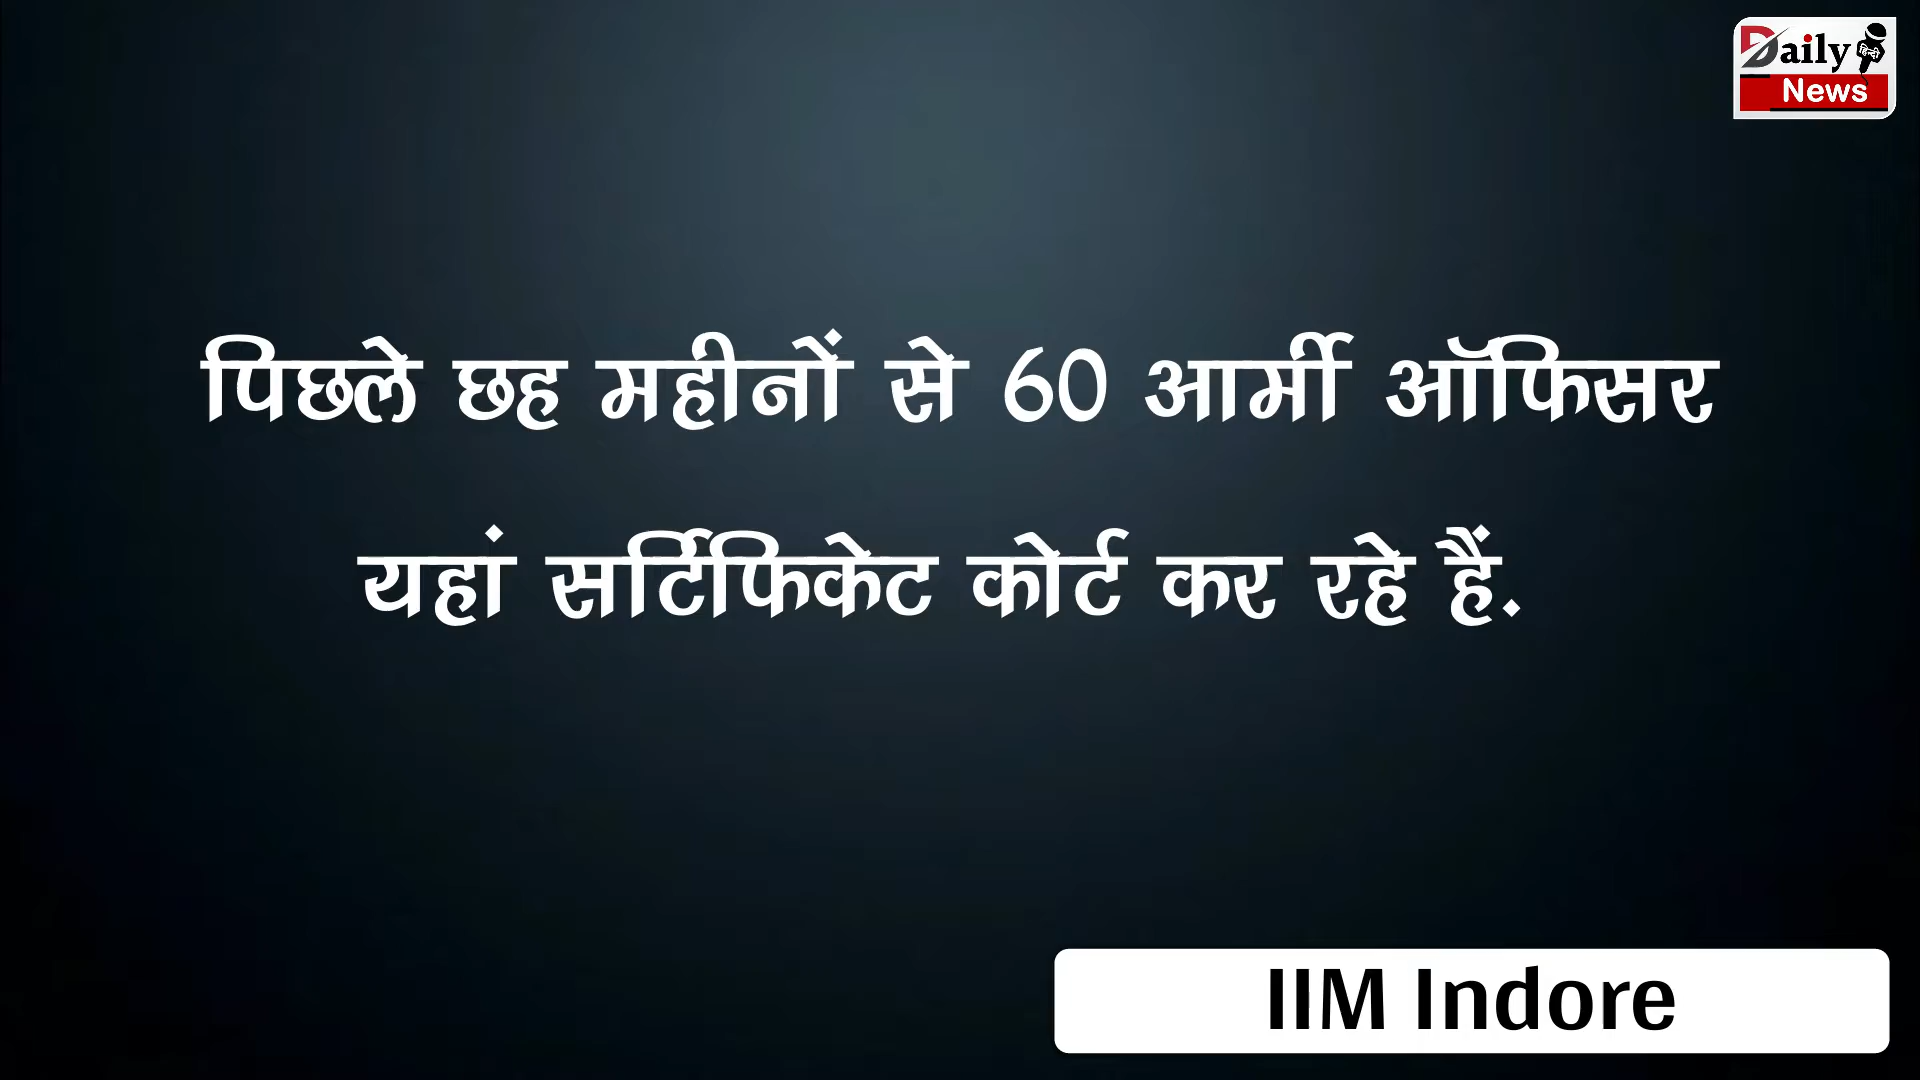 Daily
News
पिछले छह महीनों से 60 आर्मी ऑफिसर
यहां सर्टिफिकेट कोर्ट कर रहे हैं.
IIM Indore